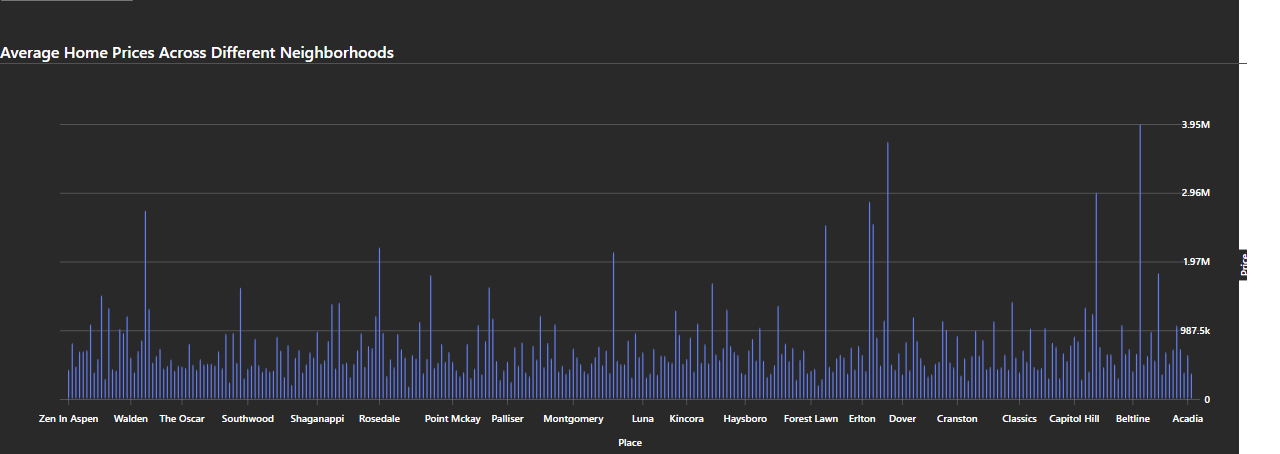 Average Home Prices Across Different Neighborhoods
3.95M
2.96M
1.97M
987.5k
0
Price
Zen In Aspen Walden The Oscar Southwood Shaganappi Rosedale Point Mckay Palliser Montgomery Luna Kincora Haysboro Forest Lawn Erlton Dover Cranston Classics Capitol Hill Beltline Acadia
Place